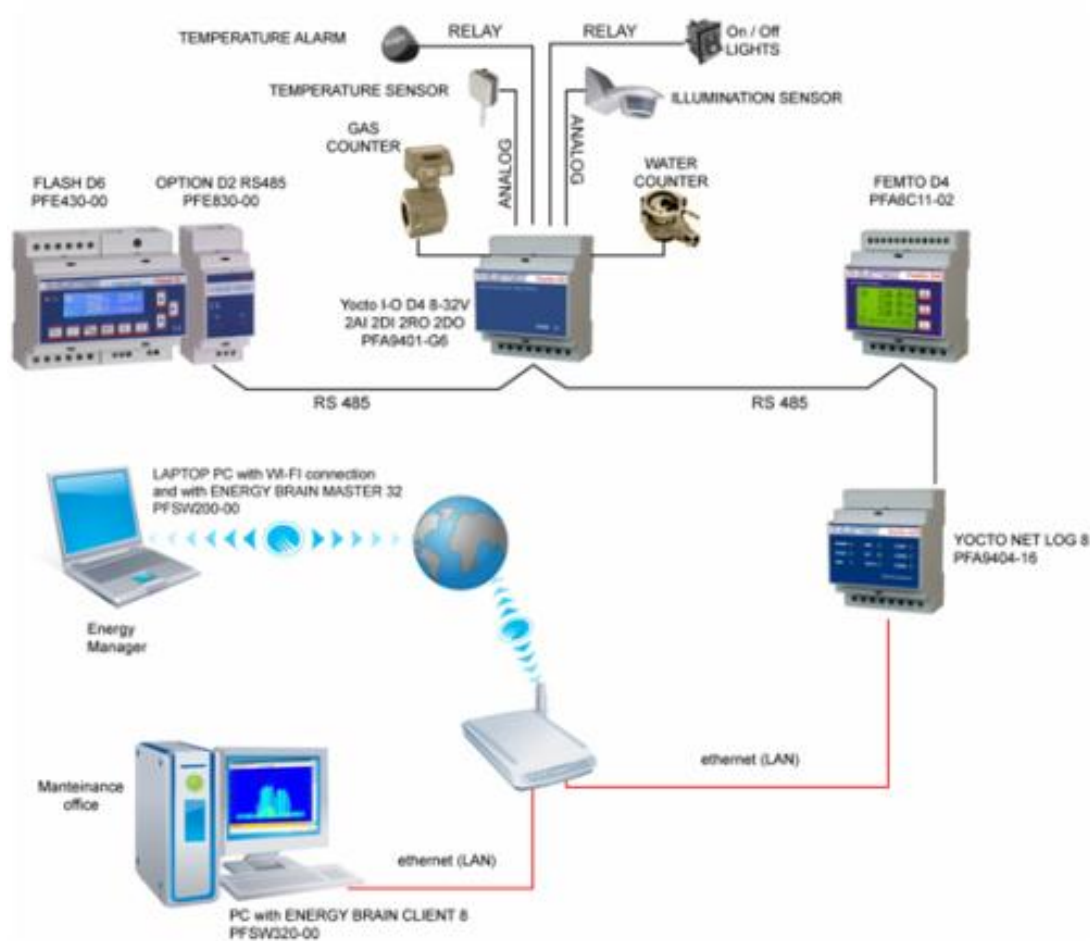 TEMPERATURE ALARM
RELAY
RELAY
On / Off
LIGHTS
TEMPERATURE SENSOR
ILLUMINATION SENSOR
GAS
COUNTER
ANALOG
ANALOG
WATER
COUNTER
FLASH D6
PFE430-00
OPTION D2 RS485
PFE830-00
FEMTO D4
PFA6C11-02
Yocto I-O D4 8-32V
2AI 2DI 2RO 2DO
PFA9401-G6
RS 485
RS 485
LAPTOP PC with WI-FI connection
and with ENERGY BRAIN MASTER 32
PFSW200-00
YOCTO NET LOG 8
PFA9404-16
Energy
Manager
ethernet (LAN)
Manteinance
office
ethernet (LAN)
PC with ENERGY BRAIN CLIENT 8
PFSW320-00